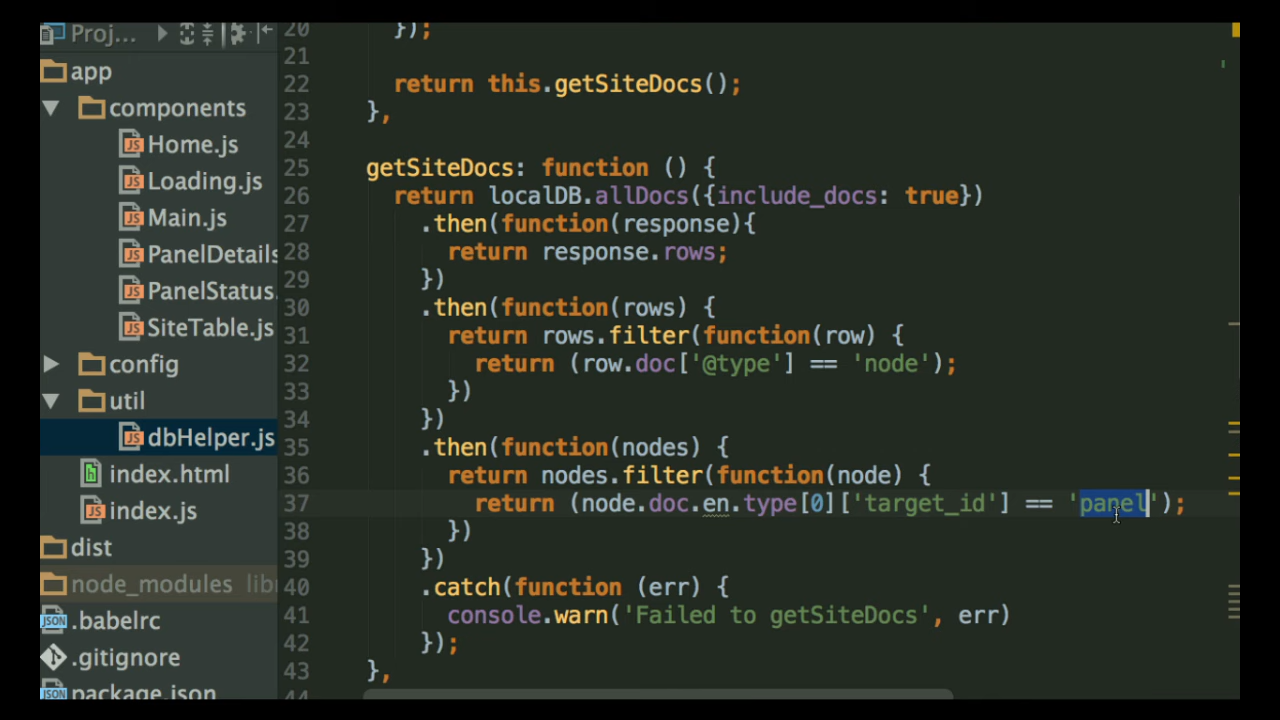 Proj...
app
components
Home.js
Loading.js
Main.js
PanelDetails
PanelStatus.
SiteTable.js
config
util
dbHelper.js
index.html
index.js
dist
node_modules lib
.babelrc
.gitignore
package.json
20 });
21
22 return this.getSiteDocs();
23 },
24
25 getSiteDocs: function () {
26 return localDB.allDocs({include_docs: true})
27 .then(function(response){
28 return response.rows;
29 })
30 .then(function(rows) {
31 return rows.filter(function(row) {
32 return (row.doc['@type'] == 'node');
33 })
34 })
35 .then(function(nodes) {
36 return nodes.filter(function(node) {
37 return (node.doc.en.type[0]['target_id'] == 'panel');
38 })
39 })
40 .catch(function (err) {
41 console.warn('Failed to getSiteDocs', err)
42 });
43 },
44